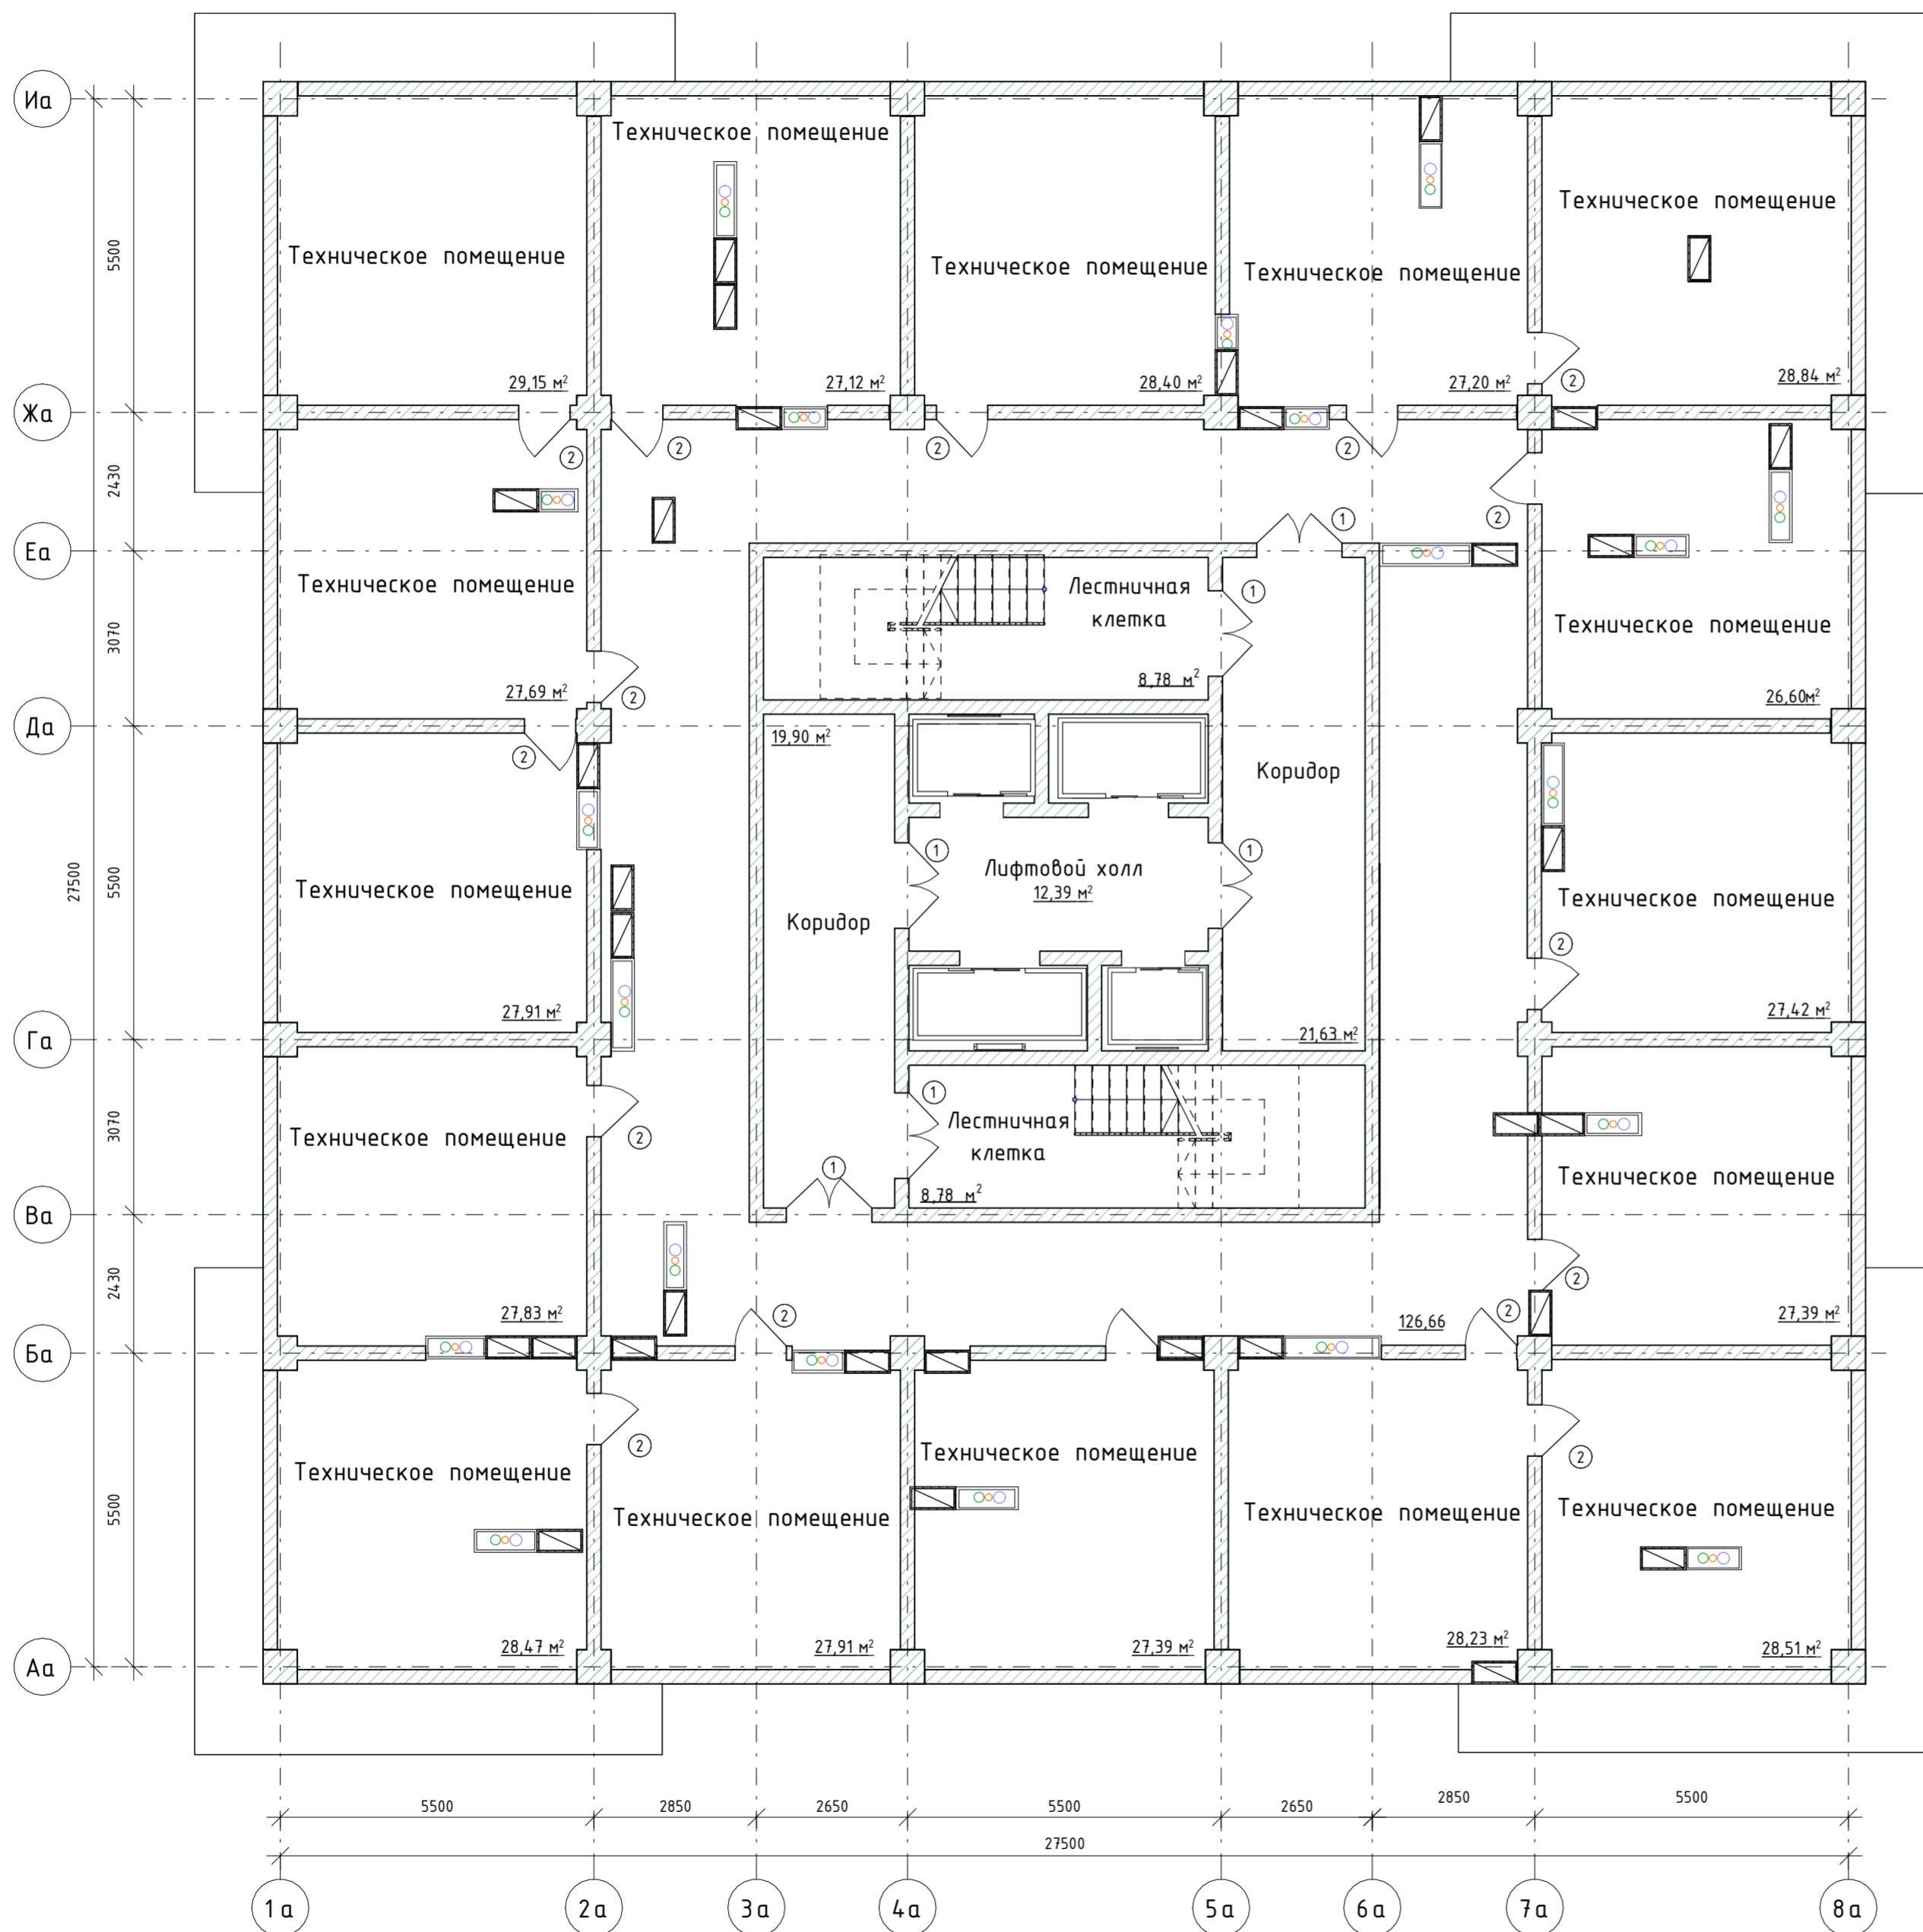 Иа
Техническое помещение
Техническое помещение
Техническое помещение
Техническое помещение
Техническое помещение
5500
29,15 м²
27,12 м²
28,40 м²
27,20 м²
28,84 м²
2
Жа
2
2
2
2
2430
2
1
Еа
Техническое помещение
Лестничная
клетка
1
Техническое помещение
3070
27,69 м²
2
8,78 м²
26,60м²
Да
2
19,90 м²
Коридор
27500
5500
Техническое помещение
1
Лифтовой холл
12,39 м²
1
Техническое помещение
Коридор
2
27,91 м²
21,63 м²
27,42 м²
Га
1
3070
Техническое помещение
2
Лестничная
клетка
Техническое помещение
1
8,78 м²
Ва
2430
2
27,83 м²
2
126,66
2
27,39 м²
Ба
2
2
5500
Техническое помещение
Техническое помещение
Техническое помещение
Техническое помещение
Техническое помещение
28,47 м²
27,91 м²
27,39 м²
28,23 м²
28,51 м²
Аа
5500
2850
2650
5500
2650
2850
5500
27500
1а
2а
3а
4а
5а
6а
7а
8а